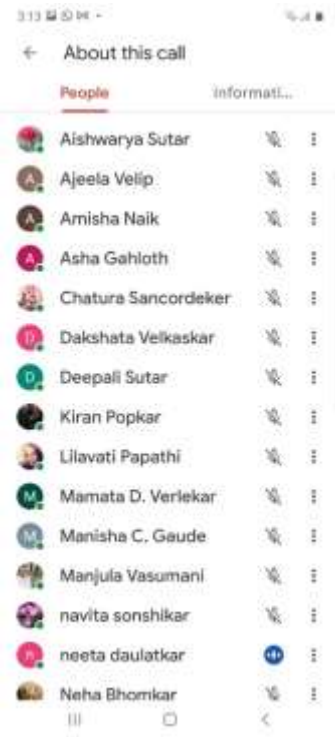 3:13
About this call
People
Informati...
Aishwarya Sutar
A Ajeela Velip
A Amisha Naik
A Asha Gahloth
Chatura Sancordeker
D Dakshata Velkaskar
D Deepali Sutar
Kiran Popkar
Lilavati Papathi
M Mamata D. Verlekar
M Manisha C. Gaude
Manjula Vasumani
navita sonshikar
n neeta daulatkar
Neha Bhomkar